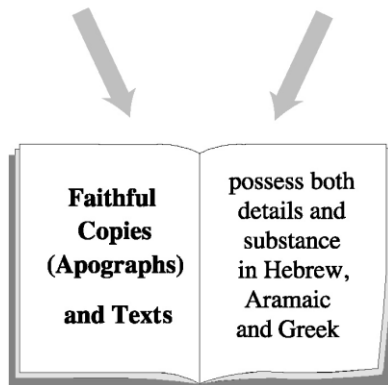 Faithful
Copies
(Apographs)
and Texts
possess both
details and
substance
in Hebrew,
Aramaic
and Greek